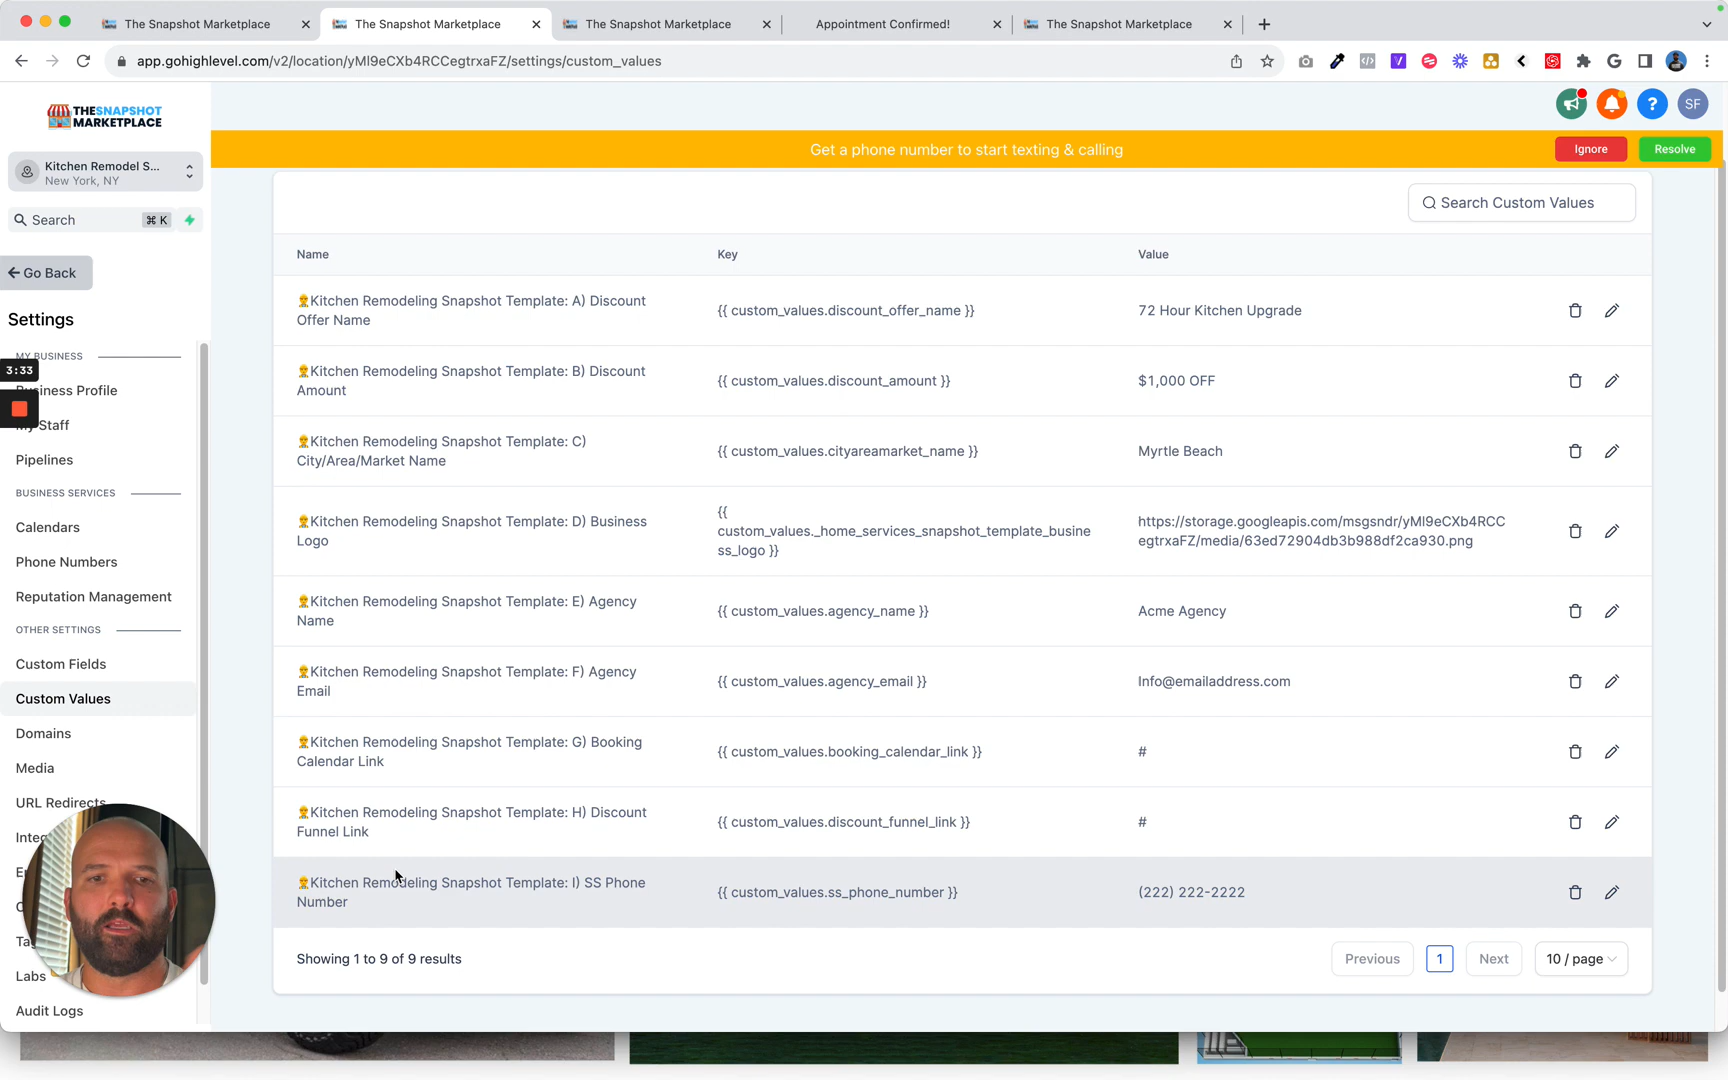 The Snapshot Marketplace
The Snapshot Marketplace
The Snapshot Marketplace
Appointment Confirmed!
The Snapshot Marketplace
app.gohighlevel.com/v2/location/yMl9eCXb4RCCegtrxaFZ/settings/custom_values
THESNAPSHOT
MARKETPLACE
SF
Get a phone number to start texting & calling
Ignore
Resolve
Kitchen Remodel S...
New York, NY
Search
⌘ K
Go Back
Settings
MY BUSINESS
3:33
Business Profile
My Staff
Pipelines
BUSINESS SERVICES
Calendars
Phone Numbers
Reputation Management
OTHER SETTINGS
Custom Fields
Custom Values
Domains
Media
URL Redirects
Labs
Audit Logs
Search Custom Values
Name
Key
Value
Kitchen Remodeling Snapshot Template: A) Discount
Offer Name
{{ custom_values.discount_offer_name }}
72 Hour Kitchen Upgrade
Kitchen Remodeling Snapshot Template: B) Discount
Amount
{{ custom_values.discount_amount }}
$1,000 OFF
Kitchen Remodeling Snapshot Template: C)
City/Area/Market Name
{{ custom_values.cityareamarket_name }}
Myrtle Beach
Kitchen Remodeling Snapshot Template: D) Business
Logo
{{
custom_values._home_services_snapshot_template_busine
ss_logo }}
https://storage.googleapis.com/msgsndr/yMl9eCXb4RCC
egtrxaFZ/media/63ed72904db3b988df2ca930.png
Kitchen Remodeling Snapshot Template: E) Agency
Name
{{ custom_values.agency_name }}
Acme Agency
Kitchen Remodeling Snapshot Template: F) Agency
Email
{{ custom_values.agency_email }}
Info@emailaddress.com
Kitchen Remodeling Snapshot Template: G) Booking
Calendar Link
{{ custom_values.booking_calendar_link }}
#
Kitchen Remodeling Snapshot Template: H) Discount
Funnel Link
{{ custom_values.discount_funnel_link }}
#
Kitchen Remodeling Snapshot Template: I) SS Phone
Number
{{ custom_values.ss_phone_number }}
(222) 222-2222
Showing 1 to 9 of 9 results
Previous
1
Next
10 / page